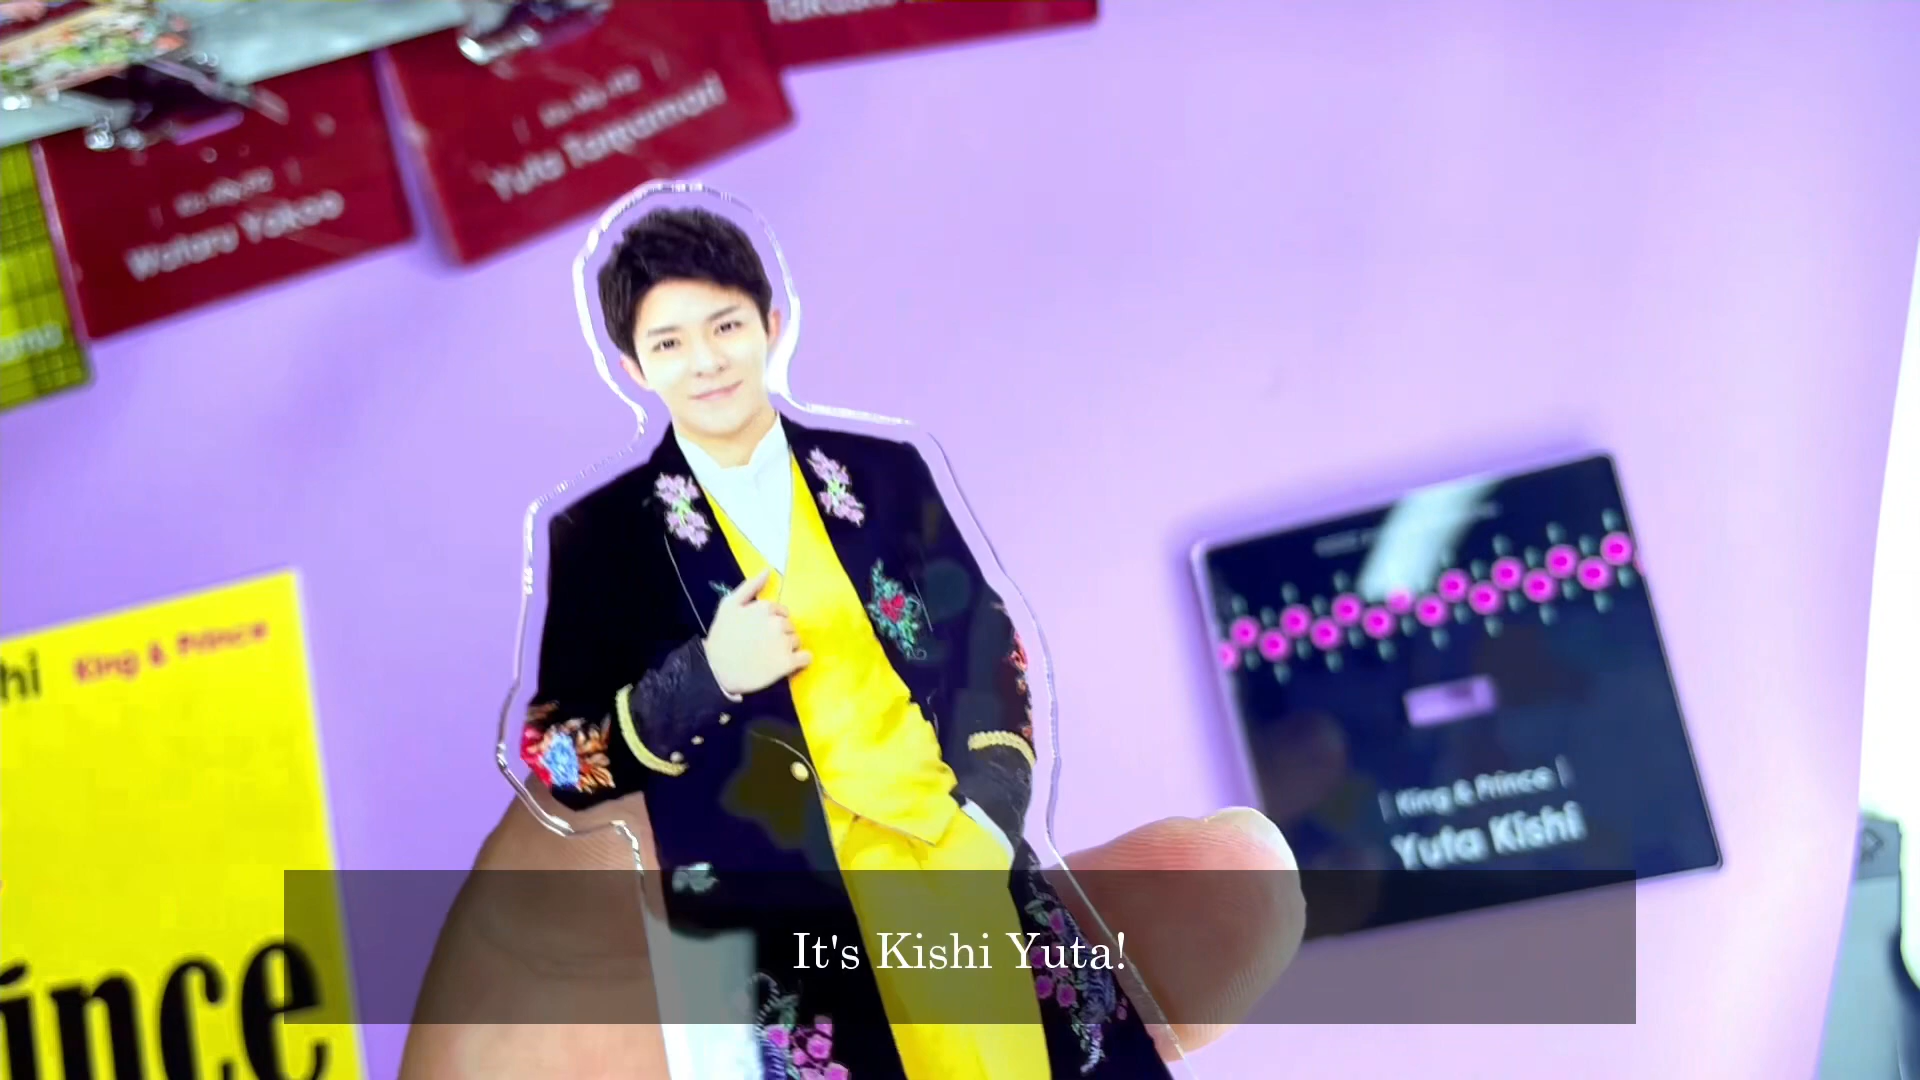 Yuta Tamamori
Wataru Yokoo
hi King & Prince
ince
| King & Prince |
Yuta Kishi
It's Kishi Yuta!